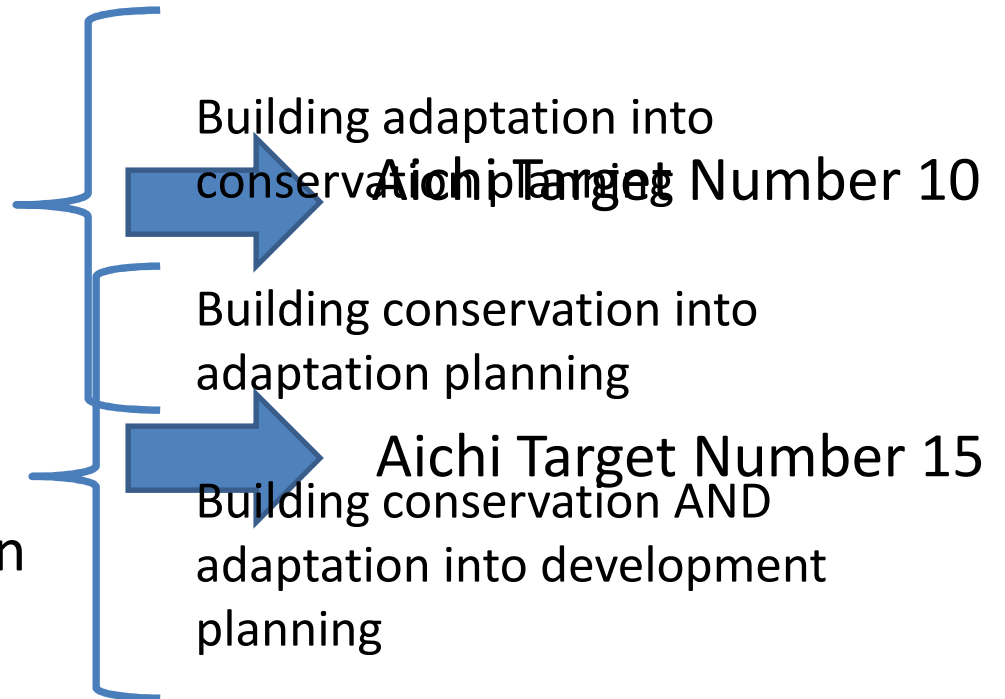 Building adaptation into
conservation planning
Aichi Target Number 10
Building conservation into
adaptation planning
Aichi Target Number 15
Building conservation AND
adaptation into development
planning
n